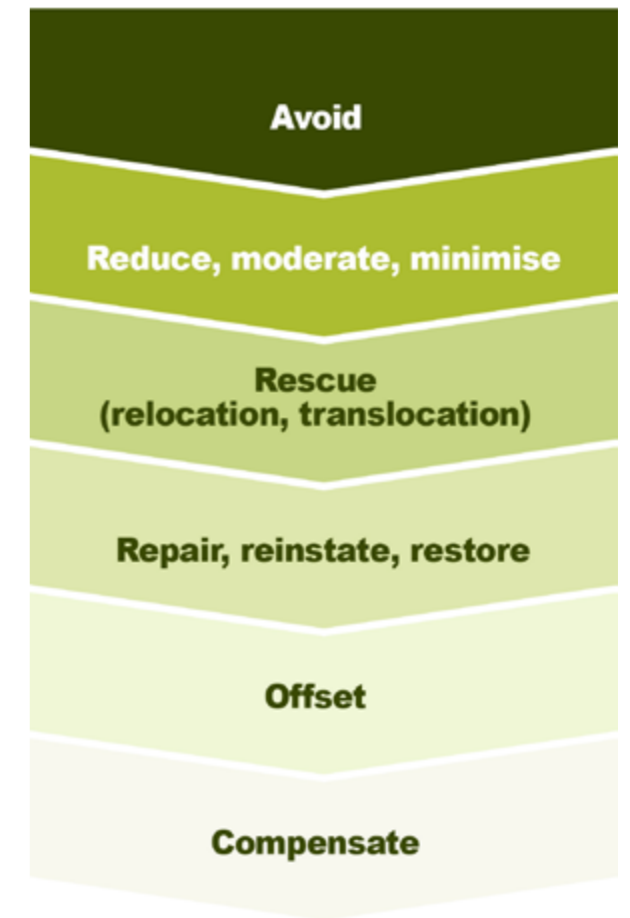 Avoid
Reduce, moderate, minimise
Rescue
(relocation, translocation)
Repair, reinstate, restore
Offset
Compensate